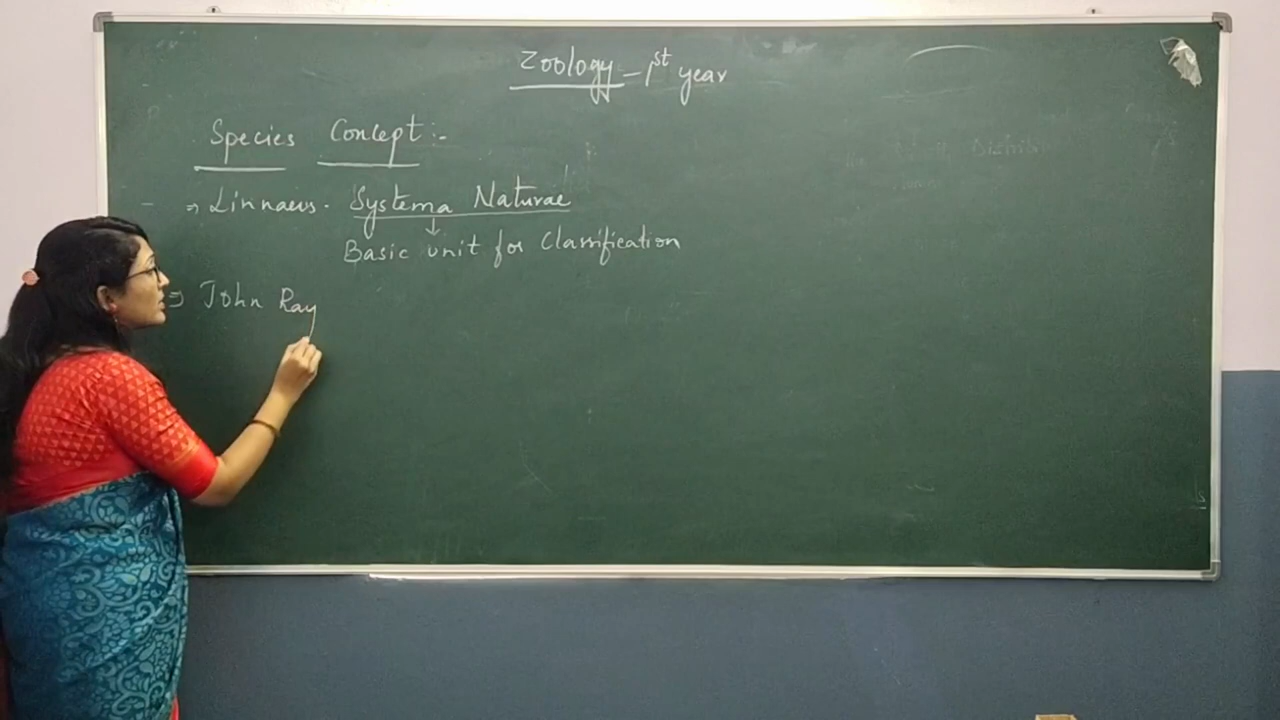 Zoology - 1st year
Species Concept :-
⇒ Linnaeus. Systema Naturae
↓
Basic unit for Classification
⇒ John Ray